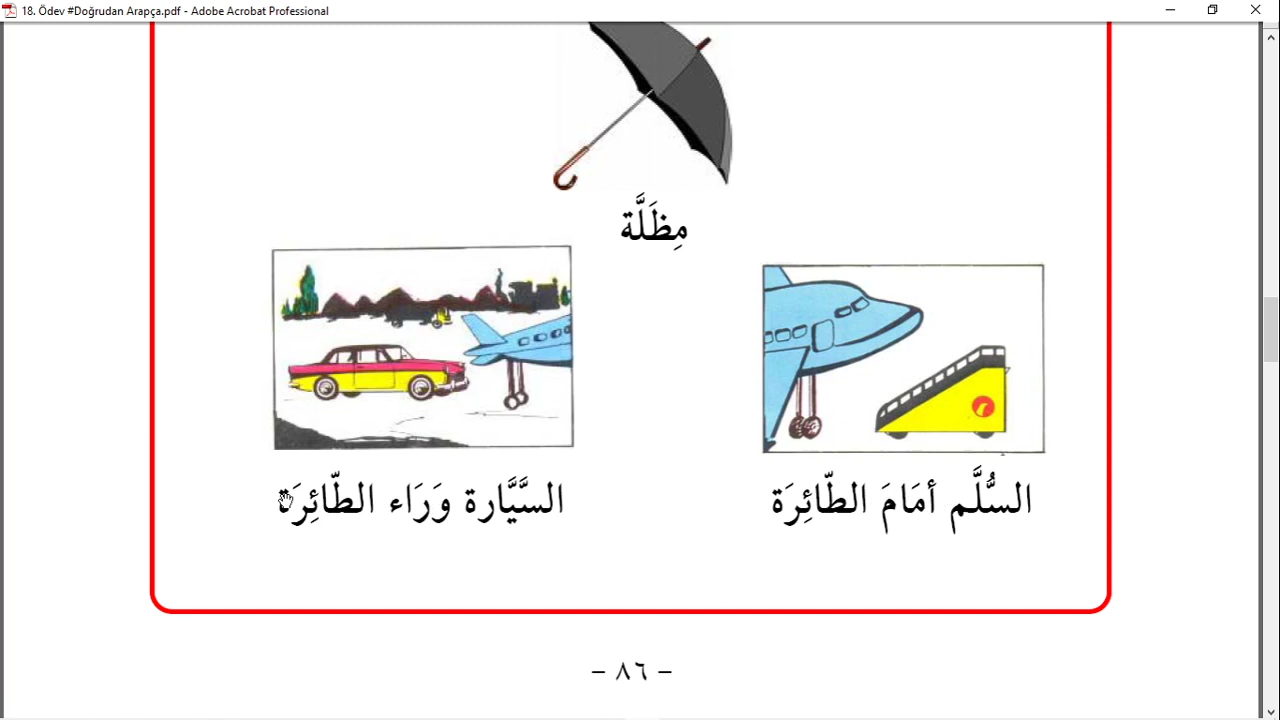 18. Ödev #Doğrudan Arapça.pdf - Adobe Acrobat Professional
مِظَلَّة
السُّلَّم أمَامَ الطَّائِرَة
السَّيَّارة وَرَاء الطَّائِرَة
- ٨٦ -